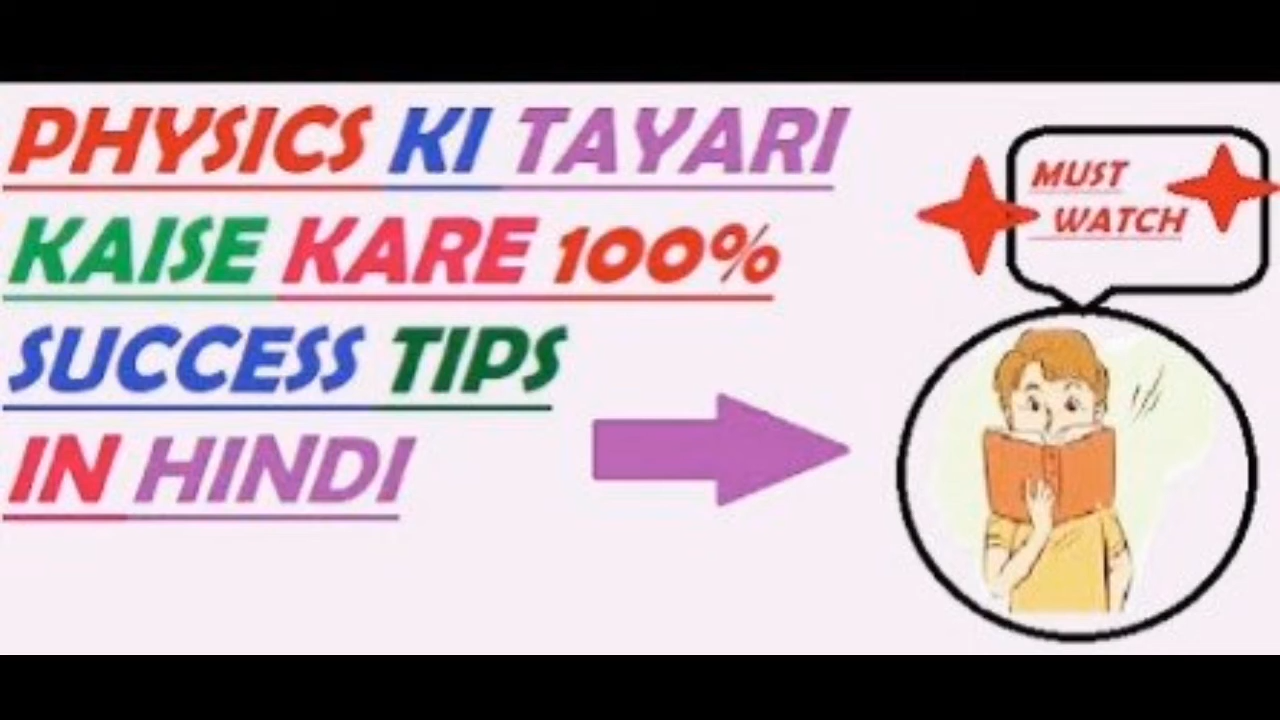 PHYSICS KI TAYARI
KAISE KARE 100%
SUCCESS TIPS
IN HINDI
MUST
WATCH